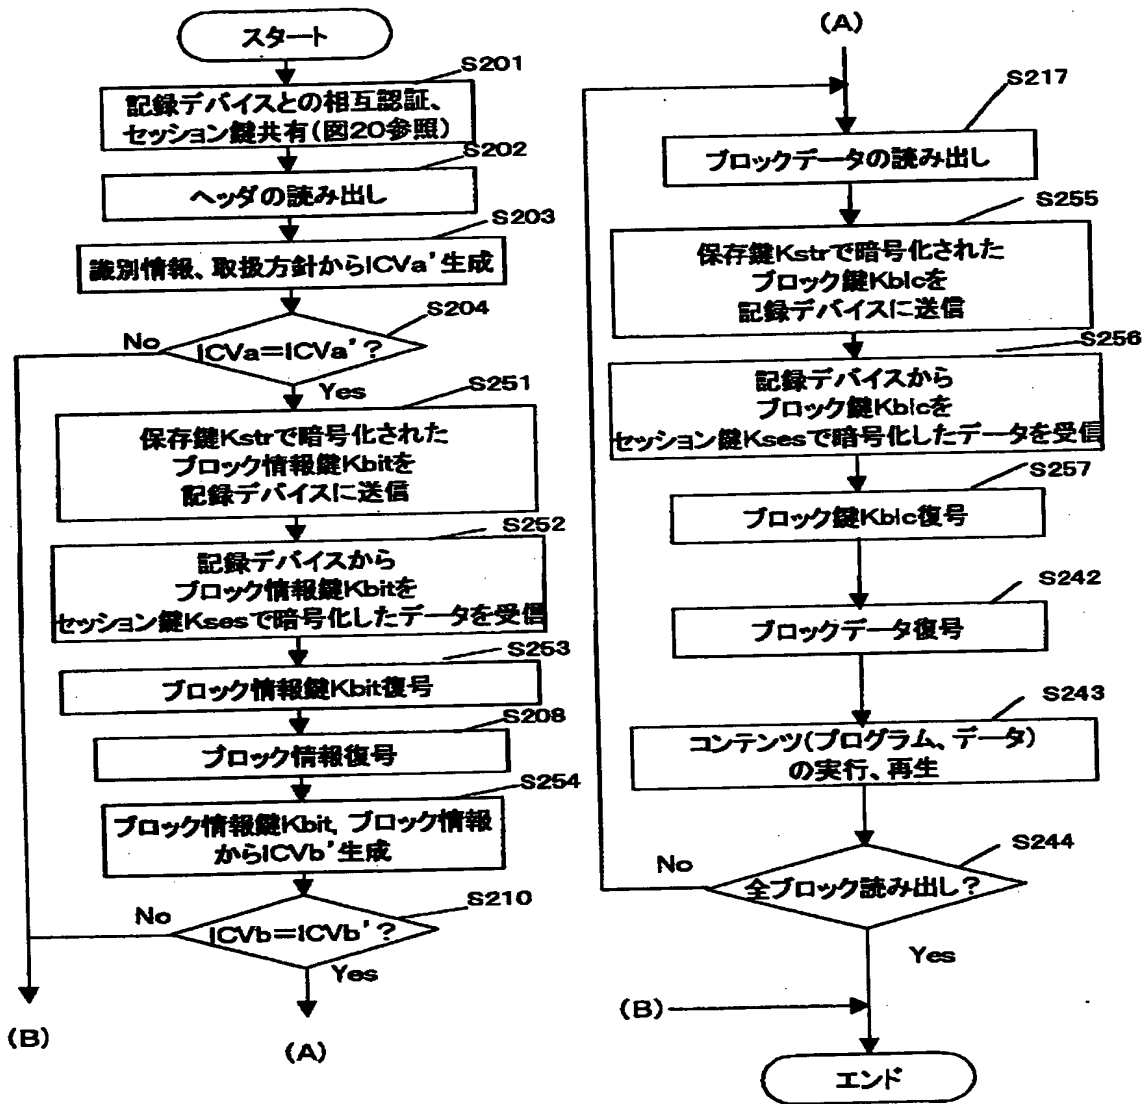 スタート
S201
記録デバイスとの相互認証、
セッション鍵共有(図20参照)
S202
ヘッダの読み出し
S203
識別情報、取扱方針からICVa'生成
S204
ICVa=ICVa'?
No
Yes
S251
保存鍵Kstrで暗号化された
ブロック情報鍵Kbitを
記録デバイスに送信
S252
記録デバイスから
ブロック情報鍵Kbitを
セッション鍵Ksesで暗号化したデータを受信
S253
ブロック情報鍵Kbit復号
S208
ブロック情報復号
S254
ブロック情報鍵Kbit, ブロック情報
からICVb'生成
S210
ICVb=ICVb'?
No
Yes
(B)
(A)
(A)
S217
ブロックデータの読み出し
S255
保存鍵Kstrで暗号化された
ブロック鍵Kblcを
記録デバイスに送信
S256
記録デバイスから
ブロック鍵Kblcを
セッション鍵Ksesで暗号化したデータを受信
S257
ブロック鍵Kblc復号
S242
ブロックデータ復号
S243
コンテンツ(プログラム、データ)
の実行、再生
S244
全ブロック読み出し?
No
Yes
(B)
エンド